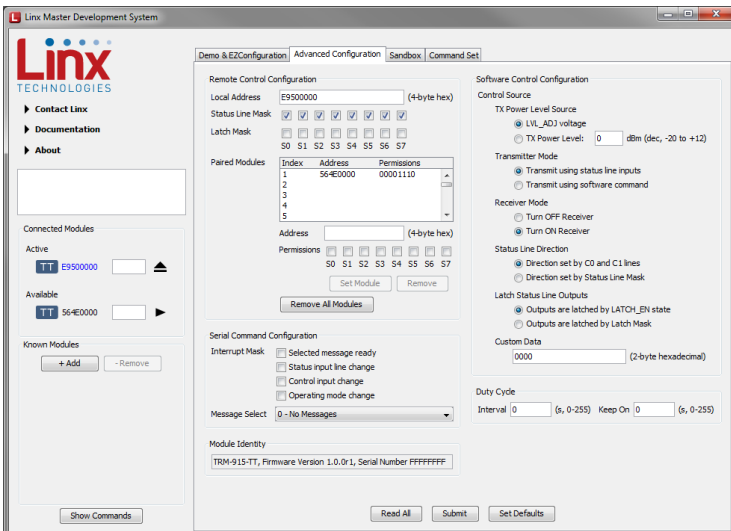 Linx Master Development System
Linx
TECHNOLOGIES
Contact Linx
Documentation
About
Connected Modules
Active
TT E9500000
Available
TT 564E0000
Known Modules
+ Add - Remove
Show Commands
Demo & EZConfiguration Advanced Configuration Sandbox Command Set
Remote Control Configuration
Local Address E9500000 (4-byte hex)
Status Line Mask
Latch Mask
S0 S1 S2 S3 S4 S5 S6 S7
Paired Modules Index Address Permissions
1 564E0000 00001110
2
3
4
5
Address (4-byte hex)
Permissions
S0 S1 S2 S3 S4 S5 S6 S7
Set Module Remove
Remove All Modules
Serial Command Configuration
Interrupt Mask Selected message ready
Status input line change
Control input change
Operating mode change
Message Select 0 - No Messages
Module Identity
TRM-915-TT, Firmware Version 1.0.0r1, Serial Number FFFFFFFF
Software Control Configuration
Control Source
TX Power Level Source
LVL_ADJ voltage
TX Power Level: 0 dBm (dec, -20 to +12)
Transmitter Mode
Transmit using status line inputs
Transmit using software command
Receiver Mode
Turn OFF Receiver
Turn ON Receiver
Status Line Direction
Direction set by C0 and C1 lines
Direction set by Status Line Mask
Latch Status Line Outputs
Outputs are latched by LATCH_EN state
Outputs are latched by Latch Mask
Custom Data
0000 (2-byte hexadecimal)
Duty Cycle
Interval 0 (s, 0-255) Keep On 0 (s, 0-255)
Read All Submit Set Defaults